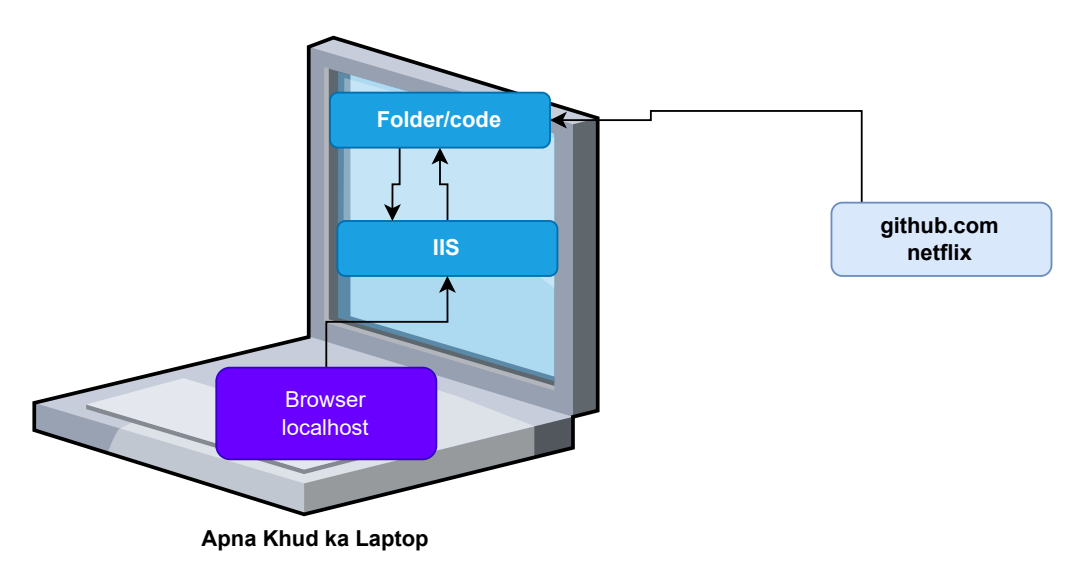 Folder/code
IIS
github.com
netflix
Browser
localhost
Apna Khud ka Laptop